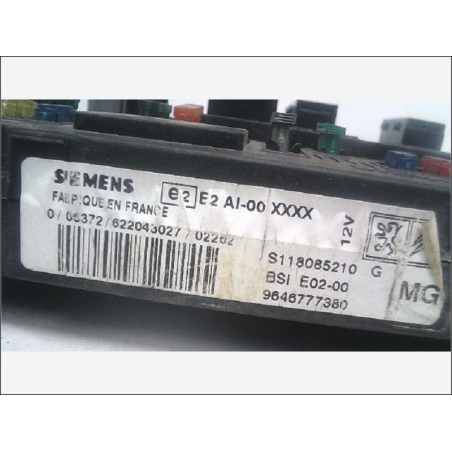 SIEMENS
FABRIQUE EN FRANCE
e2 E2 AI-00 XXXX
0/06372/622043027/02282
12V
S118085210 G
BSI E02-00
9646777380
MG